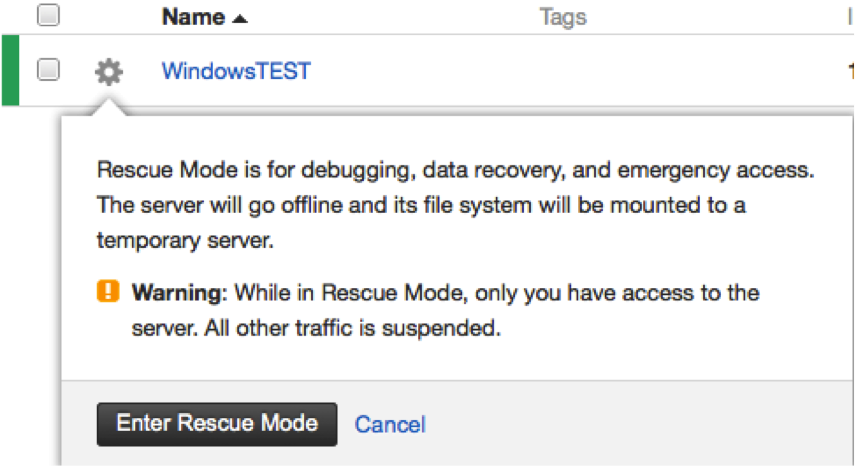 Name Tags
WindowsTEST
Rescue Mode is for debugging, data recovery, and emergency access.
The server will go offline and its file system will be mounted to a
temporary server.
Warning: While in Rescue Mode, only you have access to the
server. All other traffic is suspended.
Enter Rescue Mode Cancel